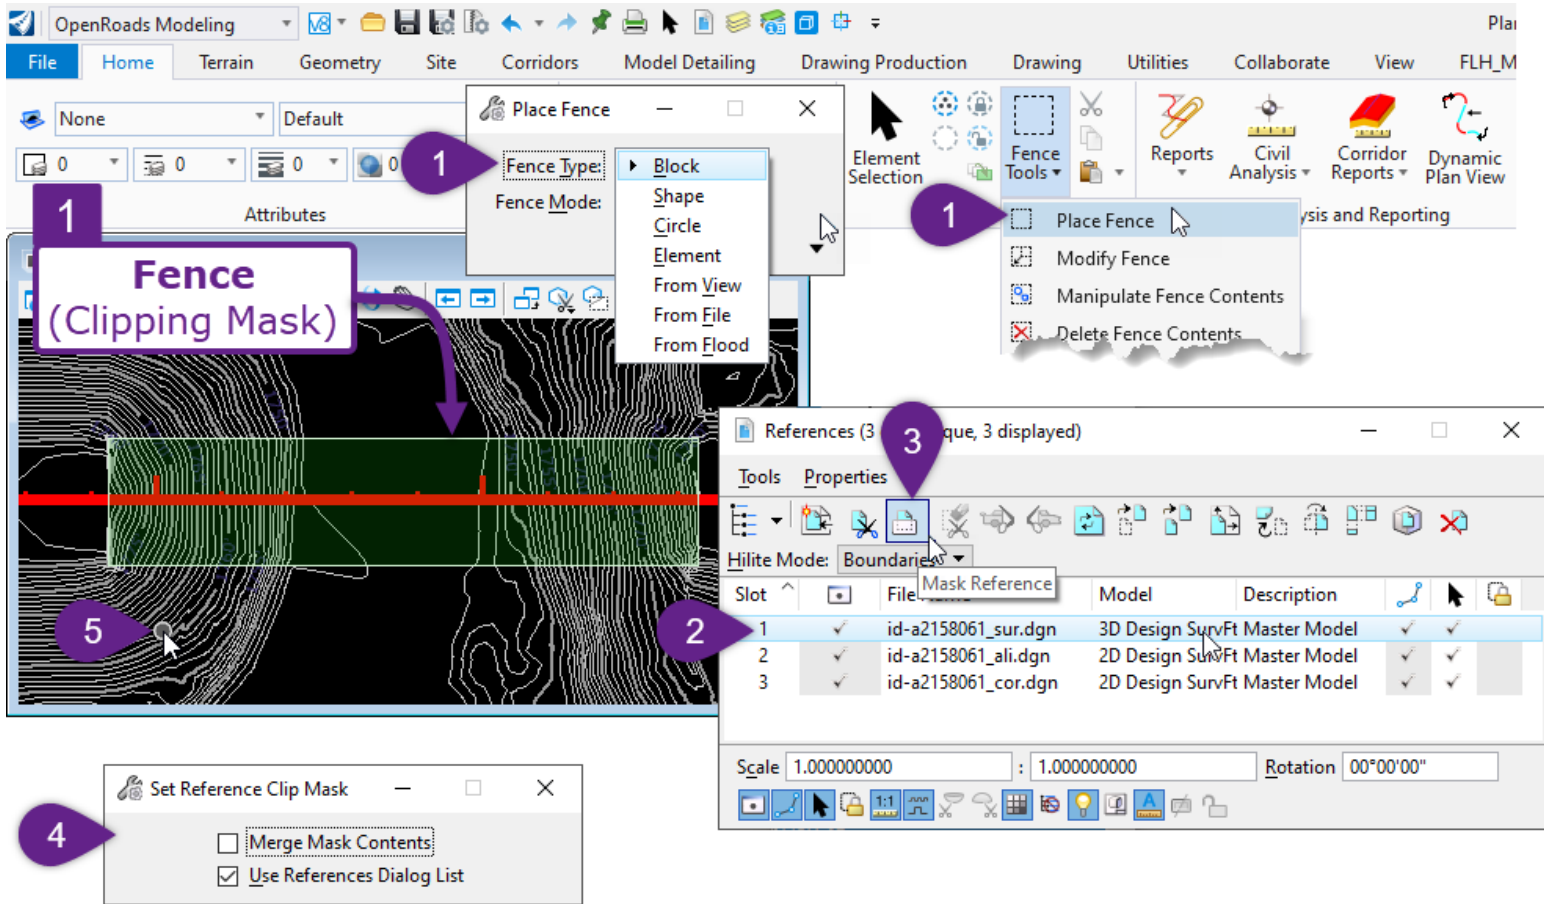 OpenRoads Modeling
V8
Plan
File Home Terrain Geometry Site Corridors Model Detailing Drawing Production Drawing Utilities Collaborate View FLH_M
None
Default
0
0
0
0
Attributes
Element
Selection
Fence
Tools
Reports
Civil
Analysis
Corridor
Reports
Dynamic
Plan View
ysis and Reporting
Place Fence
Fence Type:
Fence Mode:
Block
Shape
Circle
Element
From View
From File
From Flood
1
1
1
Place Fence
Modify Fence
Manipulate Fence Contents
Delete Fence Contents
Fence
(Clipping Mask)
1750
1755
References (3 que, 3 displayed)
3
Tools Properties
Hilite Mode: Boundaries
Mask Reference
Slot File Name Model Description
2
1 id-a2158061_sur.dgn 3D Design SurvFt Master Model
2 id-a2158061_ali.dgn 2D Design SurvFt Master Model
3 id-a2158061_cor.dgn 2D Design SurvFt Master Model
5
Scale 1.000000000 : 1.000000000 Rotation 00°00'00"
1:1
A
Set Reference Clip Mask
4
Merge Mask Contents
Use References Dialog List